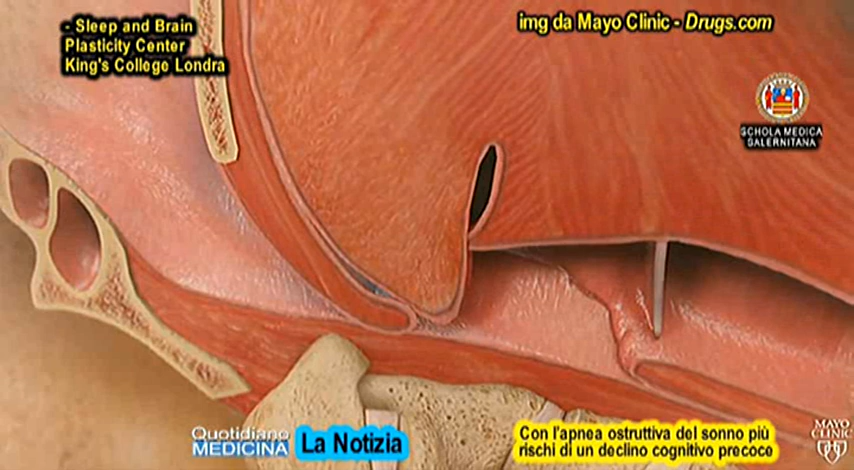 - Sleep and Brain
Plasticity Center
King's College Londra
img da Mayo Clinic - Drugs.com
SCHOLA MEDICA
SALERNITANA
Quotidiano
MEDICINA
La Notizia
Con l'apnea ostruttiva del sonno più
rischi di un declino cognitivo precoce
MAYO
CLINIC